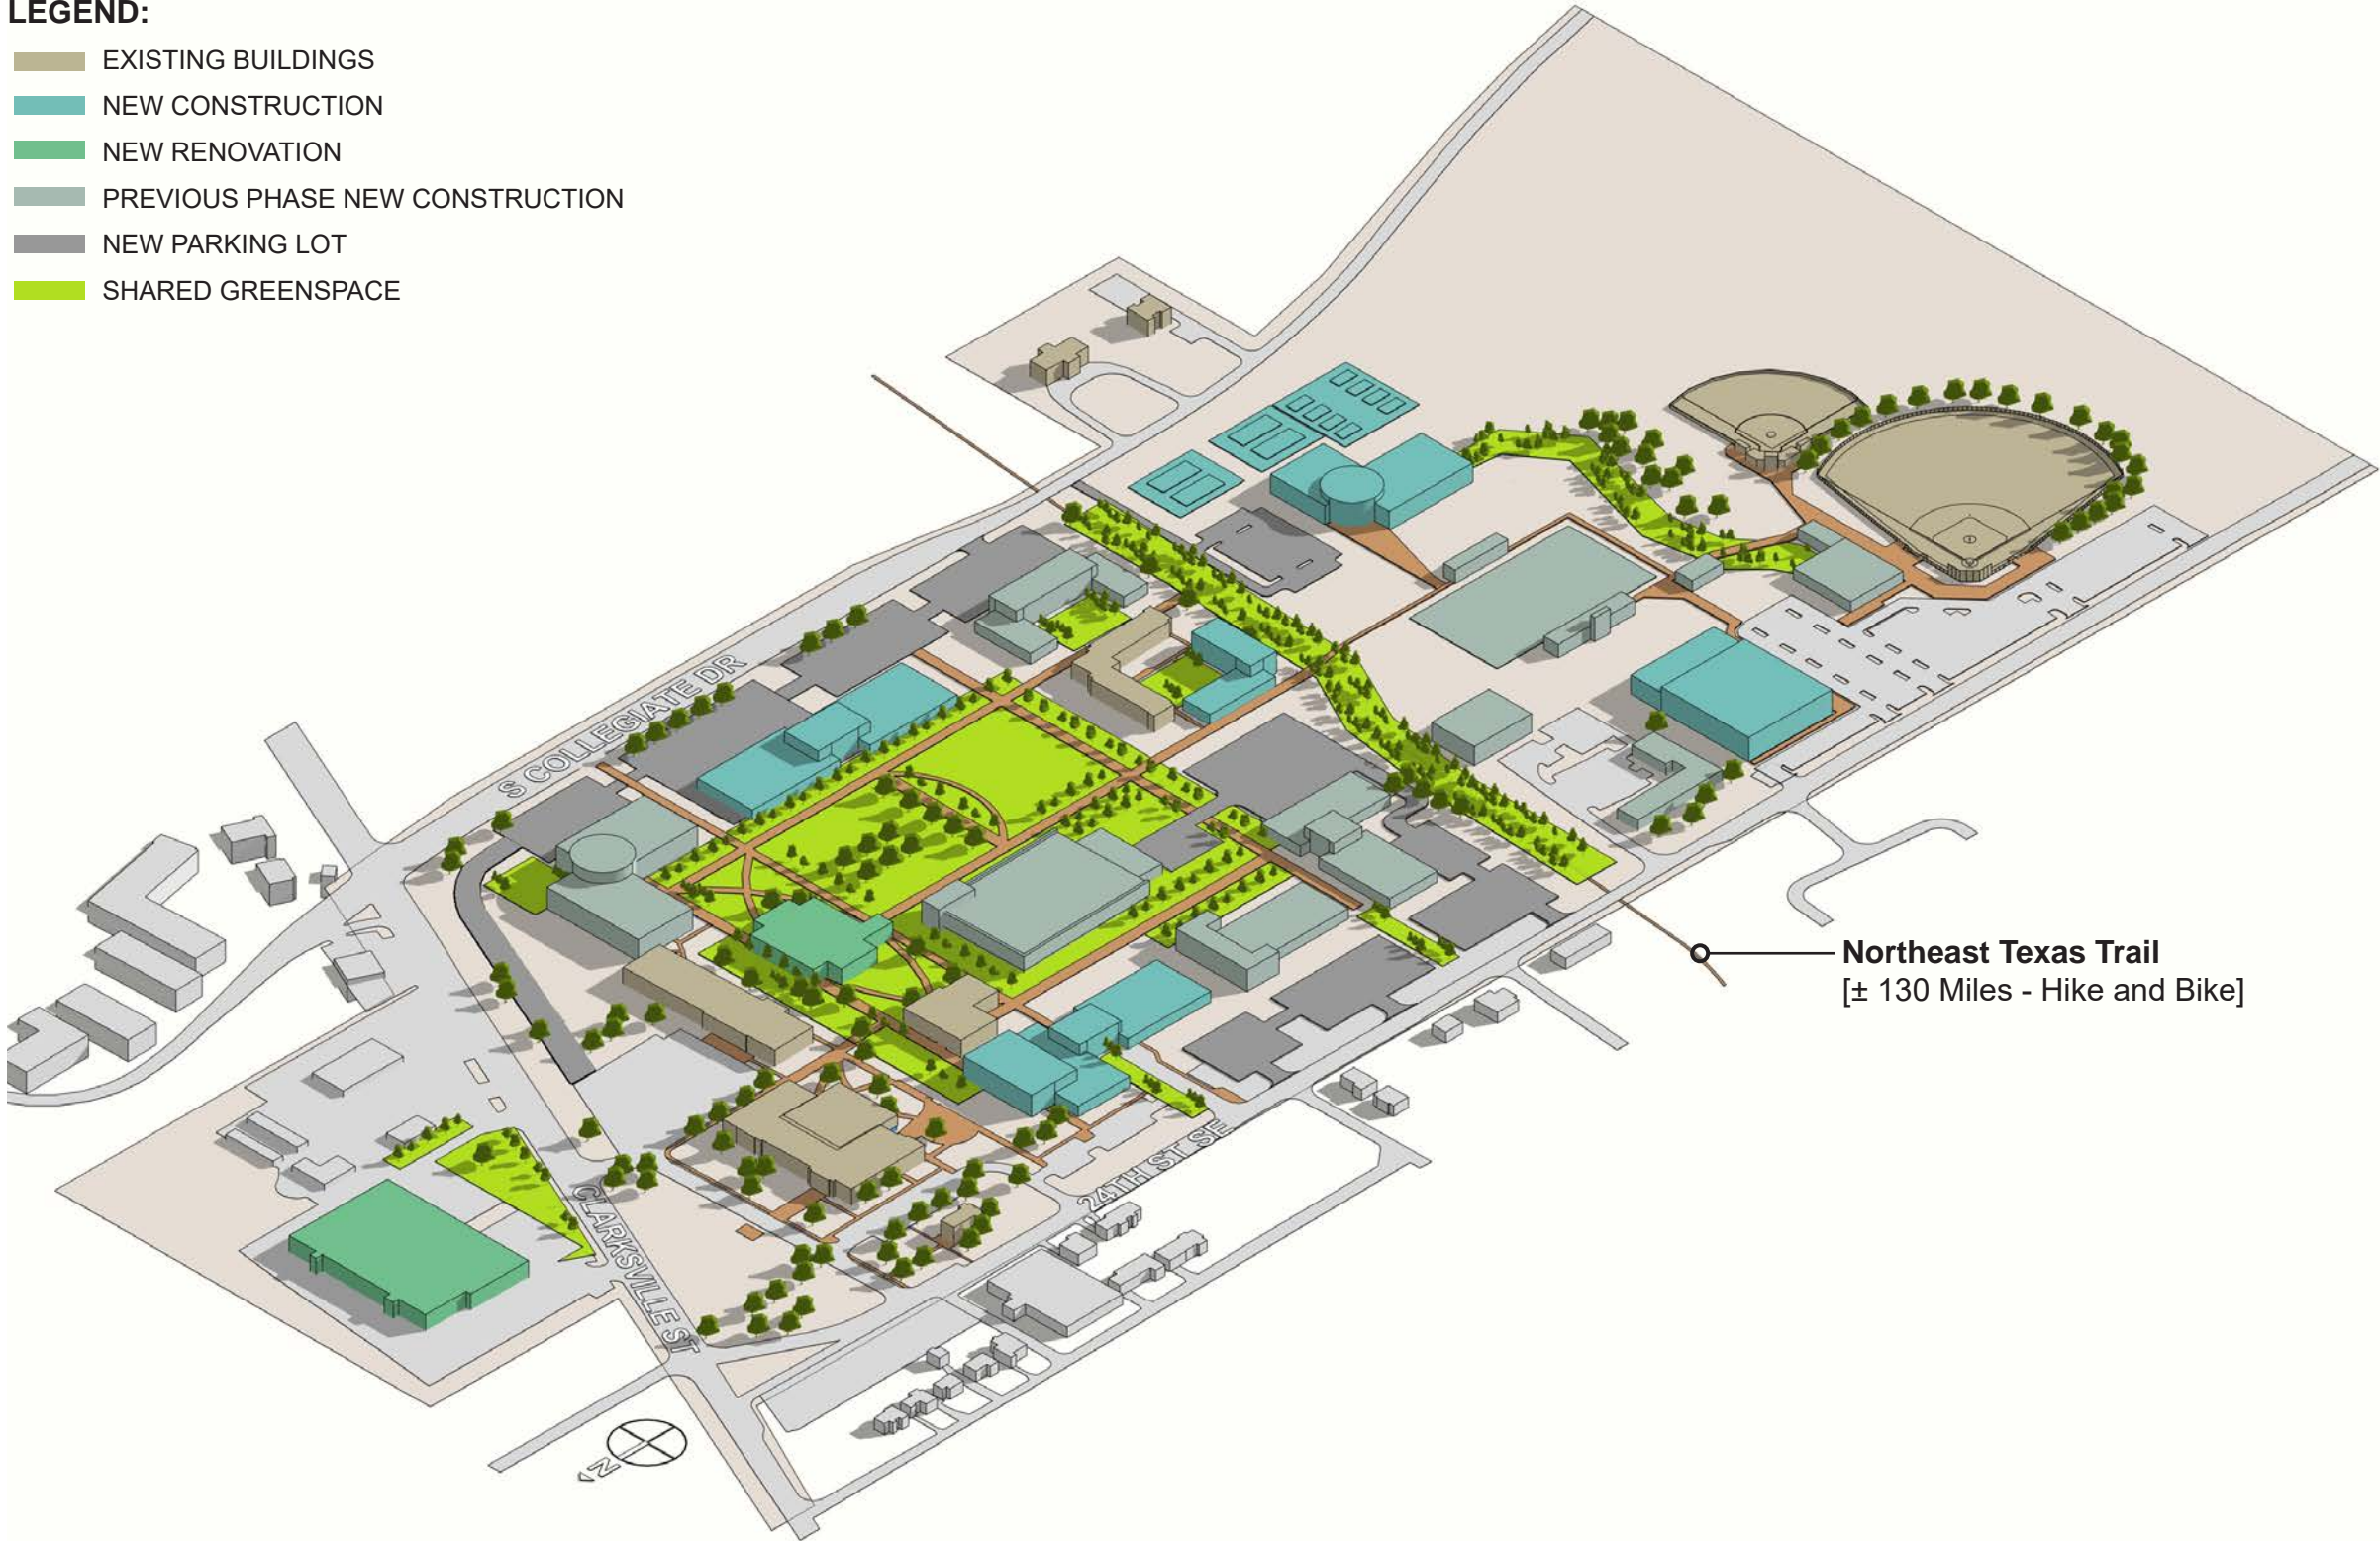 LEGEND:
EXISTING BUILDINGS
NEW CONSTRUCTION
NEW RENOVATION
PREVIOUS PHASE NEW CONSTRUCTION
NEW PARKING LOT
SHARED GREENSPACE
S COLLEGIATE DR
Northeast Texas Trail
[± 130 Miles - Hike and Bike]
24TH ST SE
CLARKSVILLE ST
N